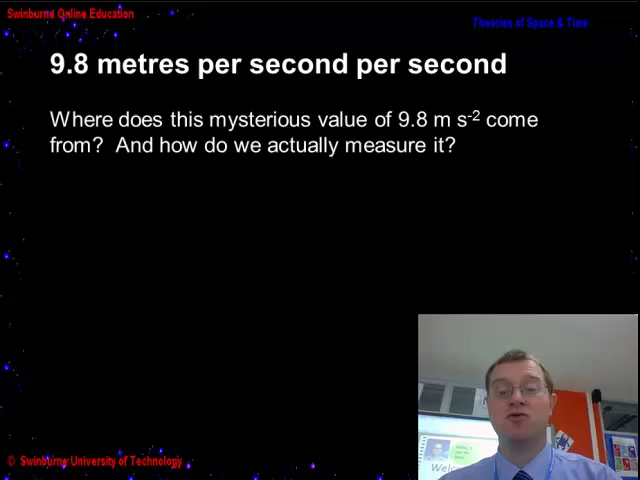 Swinburne Online Education
Theories of Space & Time
9.8 metres per second per second
Where does this mysterious value of 9.8 m s⁻² come
from? And how do we actually measure it?
Welc
© Swinburne University of Technology